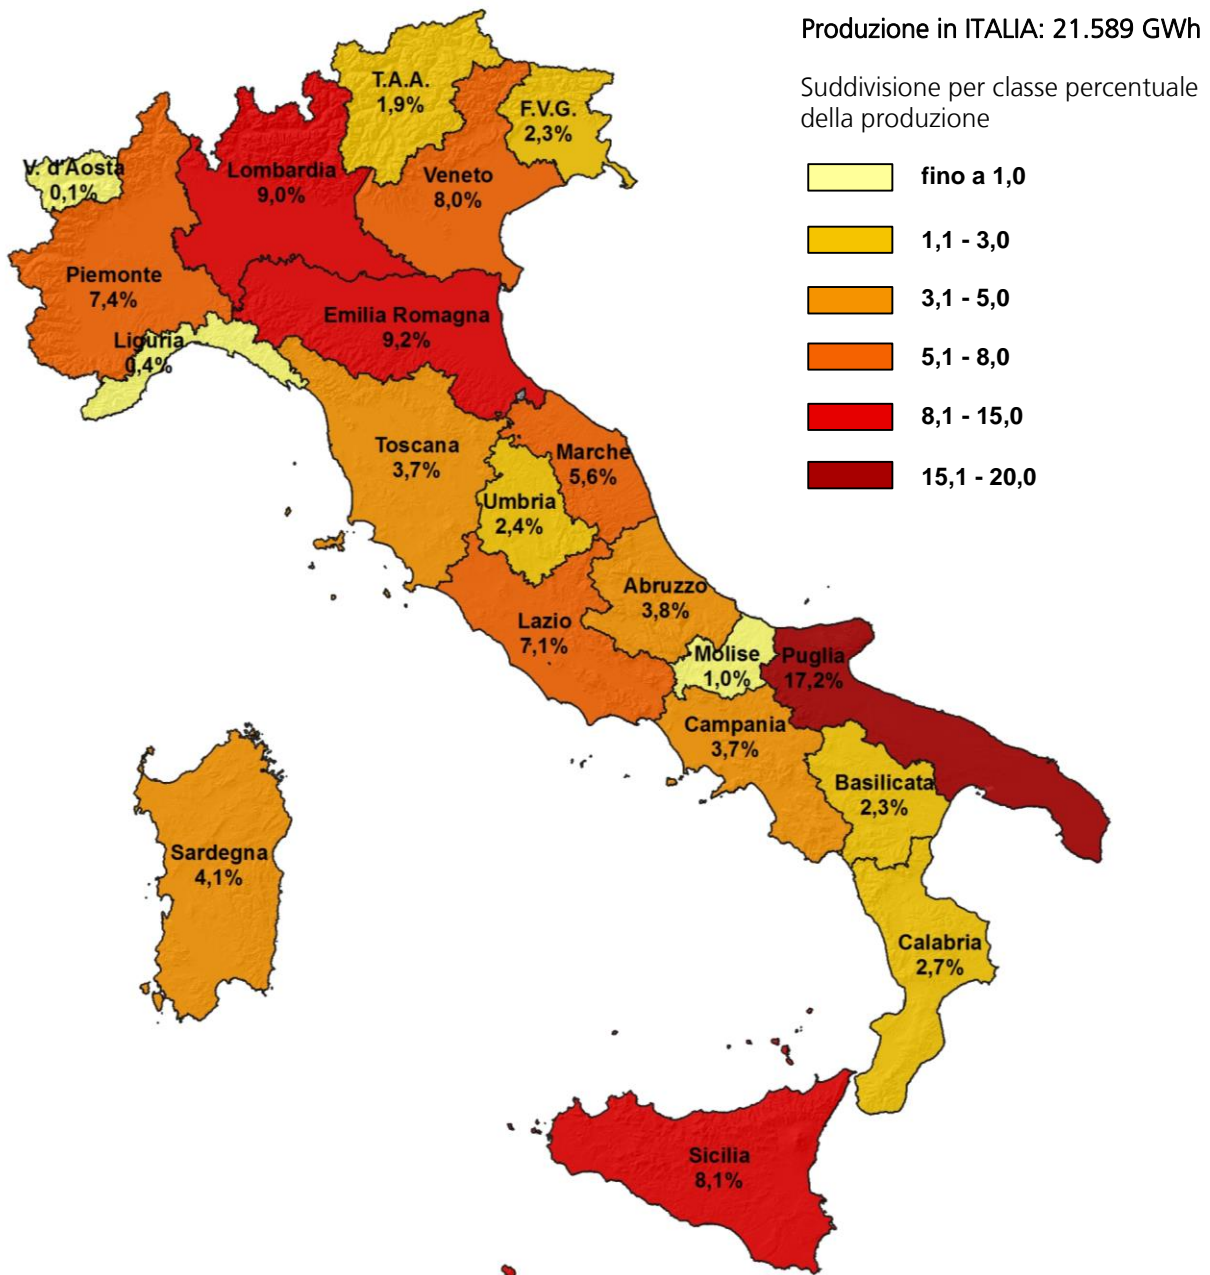 Produzione in ITALIA: 21.589 GWh
Suddivisione per classe percentuale
della produzione
fino a 1,0
1,1 - 3,0
3,1 - 5,0
5,1 - 8,0
8,1 - 15,0
15,1 - 20,0
T.A.A.
1,9%
F.V.G.
2,3%
V. d'Aosta
0,1%
Lombardia
9,0%
Veneto
8,0%
Piemonte
7,4%
Emilia Romagna
9,2%
Liguria
0,4%
Toscana
3,7%
Marche
5,6%
Umbria
2,4%
Abruzzo
3,8%
Lazio
7,1%
Molise
1,0%
Puglia
17,2%
Campania
3,7%
Basilicata
2,3%
Sardegna
4,1%
Calabria
2,7%
Sicilia
8,1%